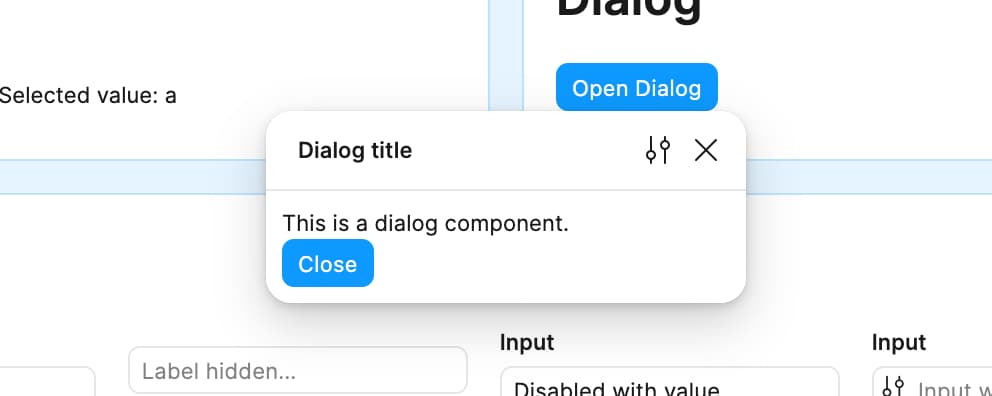 Dialog
Selected value: a
Open Dialog
Dialog title
This is a dialog component.
Close
Input
Input
Label hidden...
Disabled with value
Input w